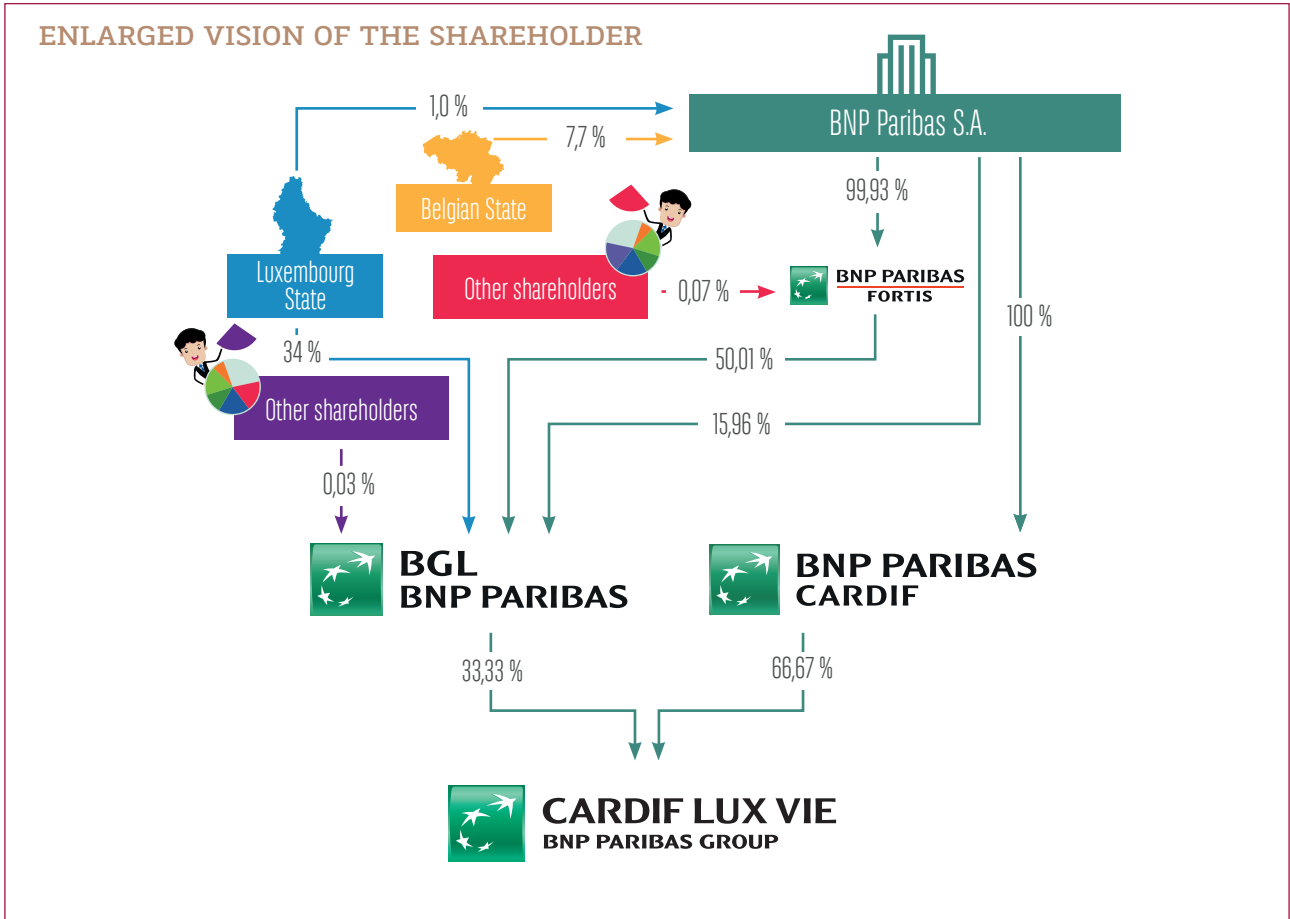 ENLARGED VISION OF THE SHAREHOLDER
1,0 %
BNP Paribas S.A.
7,7 %
Belgian State
99,93 %
Luxembourg
State
Other shareholders
0,07 %
BNP PARIBAS
FORTIS
100 %
34 %
50,01 %
Other shareholders
15,96 %
0,03 %
BGL
BNP PARIBAS
BNP PARIBAS
CARDIF
33,33 %
66,67 %
CARDIF LUX VIE
BNP PARIBAS GROUP